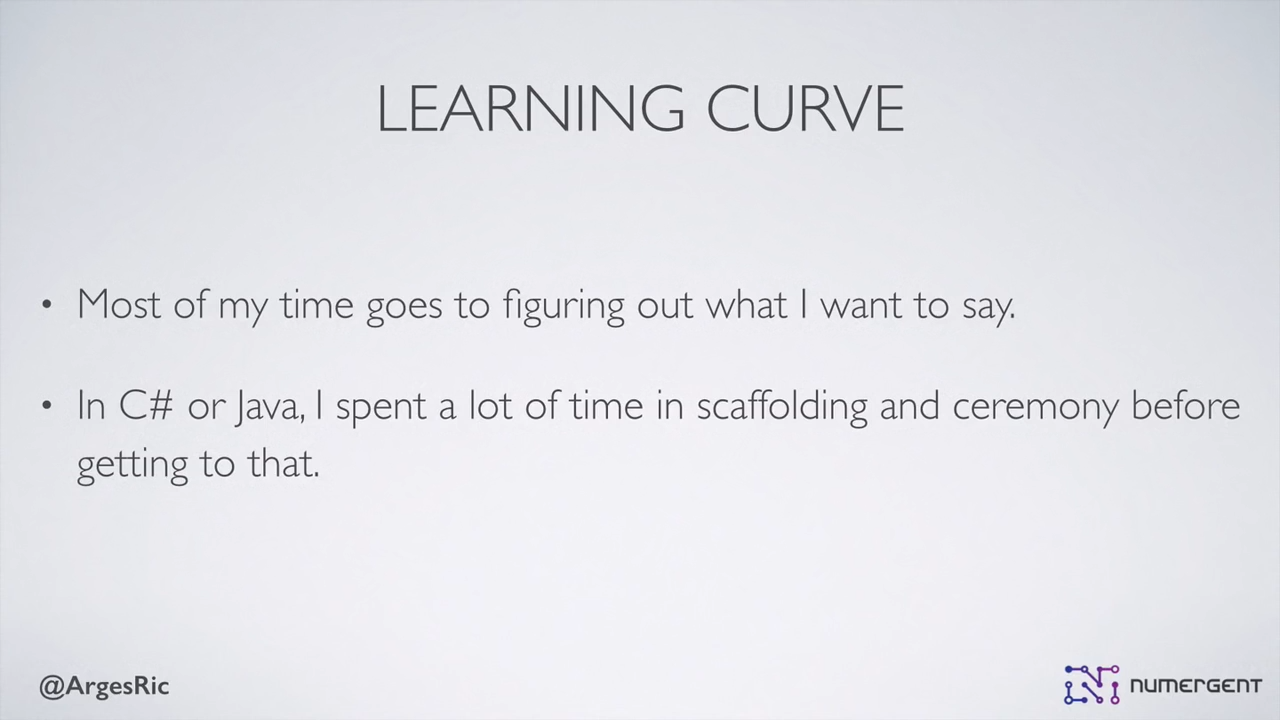 LEARNING CURVE
• Most of my time goes to figuring out what I want to say.
• In C# or Java, I spent a lot of time in scaffolding and ceremony before
getting to that.
@ArgesRic
NUMERGENT